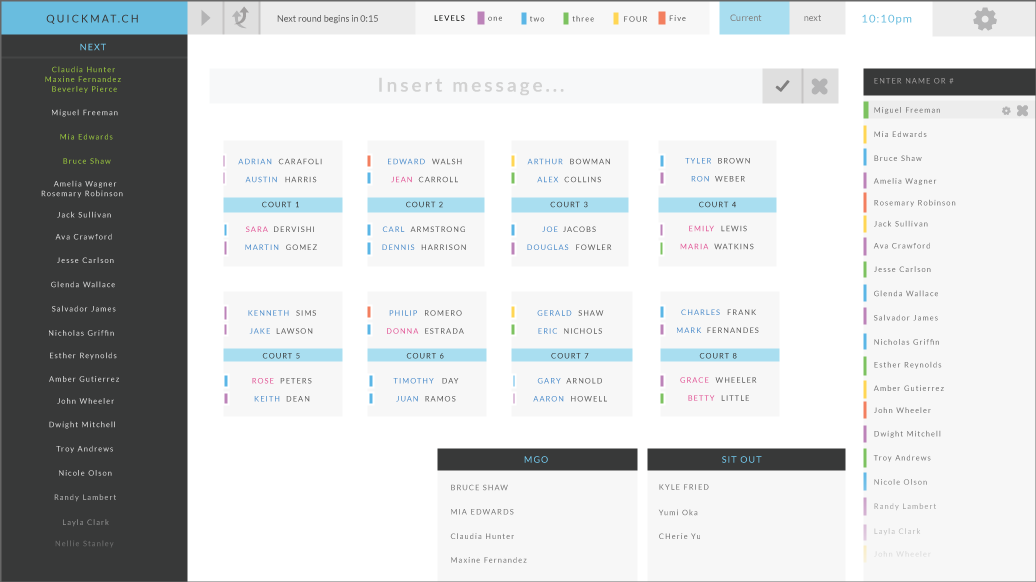 QUICKMAT.CH
Next round begins in 0:15
LEVELS one two three FOUR Five
Current next
10:10pm
NEXT
Claudia Hunter
Maxine Fernandez
Beverley Pierce
Miguel Freeman
Mia Edwards
Bruce Shaw
Amelia Wagner
Rosemary Robinson
Jack Sullivan
Ava Crawford
Jesse Carlson
Glenda Wallace
Salvador James
Nicholas Griffin
Esther Reynolds
Amber Gutierrez
John Wheeler
Dwight Mitchell
Troy Andrews
Nicole Olson
Randy Lambert
Layla Clark
Nellie Stanley
Insert message...
ADRIAN CARAFOLI
AUSTIN HARRIS
COURT 1
SARA DERVISHI
MARTIN GOMEZ
EDWARD WALSH
JEAN CARROLL
COURT 2
CARL ARMSTRONG
DENNIS HARRISON
ARTHUR BOWMAN
ALEX COLLINS
COURT 3
JOE JACOBS
DOUGLAS FOWLER
TYLER BROWN
RON WEBER
COURT 4
EMILY LEWIS
MARIA WATKINS
KENNETH SIMS
JAKE LAWSON
COURT 5
ROSE PETERS
KEITH DEAN
PHILIP ROMERO
DONNA ESTRADA
COURT 6
TIMOTHY DAY
JUAN RAMOS
GERALD SHAW
ERIC NICHOLS
COURT 7
GARY ARNOLD
AARON HOWELL
CHARLES FRANK
MARK FERNANDES
COURT 8
GRACE WHEELER
BETTY LITTLE
MGO
BRUCE SHAW
MIA EDWARDS
Claudia Hunter
Maxine Fernandez
SIT OUT
KYLE FRIED
Yumi Oka
CHerie Yu
ENTER NAME OR #
Miguel Freeman
Mia Edwards
Bruce Shaw
Amelia Wagner
Rosemary Robinson
Jack Sullivan
Ava Crawford
Jesse Carlson
Glenda Wallace
Salvador James
Nicholas Griffin
Esther Reynolds
Amber Gutierrez
John Wheeler
Dwight Mitchell
Troy Andrews
Nicole Olson
Randy Lambert
Layla Clark
John Wheeler